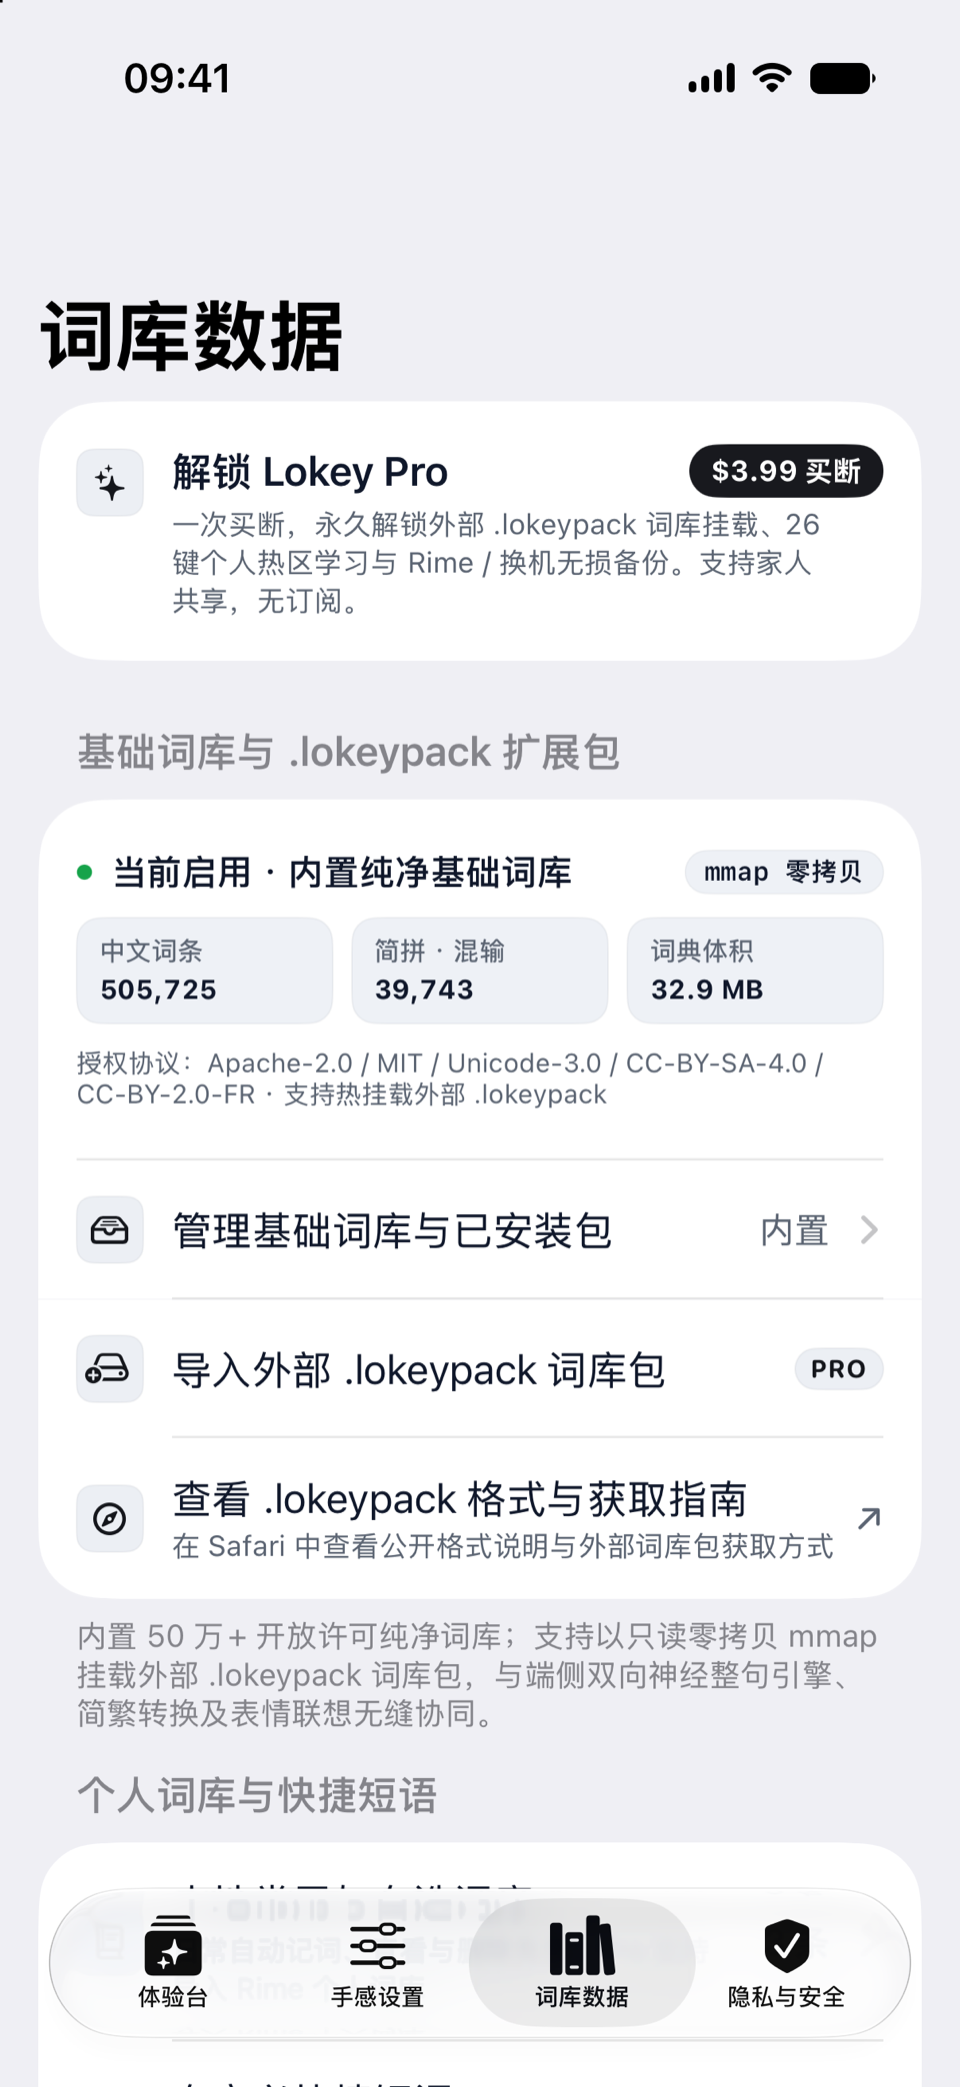 09:41
词库数据
解锁 Lokey Pro
$3.99 买断
一次买断，永久解锁外部 .lokeypack 词库挂载、26
键个人热区学习与 Rime / 换机无损备份。支持家人
共享，无订阅。
基础词库与 .lokeypack 扩展包
当前启用 · 内置纯净基础词库
mmap 零拷贝
中文词条
505,725
简拼 · 混输
39,743
词典体积
32.9 MB
授权协议：Apache-2.0 / MIT / Unicode-3.0 / CC-BY-SA-4.0 /
CC-BY-2.0-FR · 支持热挂载外部 .lokeypack
管理基础词库与已安装包
内置
导入外部 .lokeypack 词库包
PRO
查看 .lokeypack 格式与获取指南
在 Safari 中查看公开格式说明与外部词库包获取方式
内置 50 万+ 开放许可纯净词库；支持以只读零拷贝 mmap
挂载外部 .lokeypack 词库包，与端侧双向神经整句引擎、
简繁转换及表情联想无缝协同。
个人词库与快捷短语
体验台
手感设置
词库数据
隐私与安全